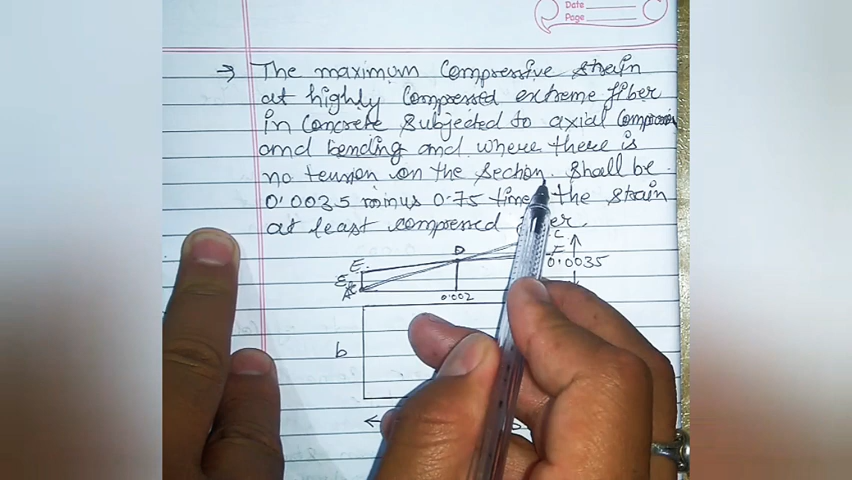 Date
Page
→ The maximum compressive strain
at highly compressed extreme fiber
in concrete subjected to axial compression
and bending and where there is
no tension on the section. Shall be
0.0035 minus 0.75 times the strain
at least compressed fiber.
D
C
E
F
0.0035
A
0.002
b
D